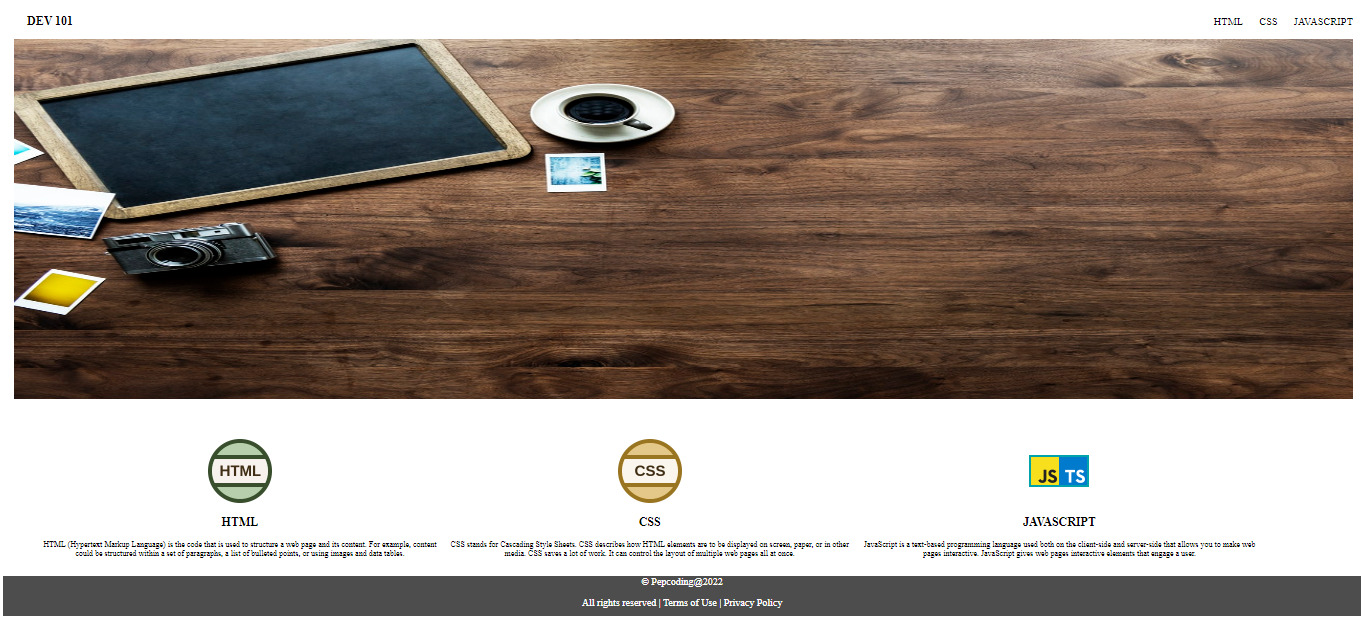 DEV 101
HTML CSS JAVASCRIPT
HTML
CSS
JS TS
HTML
CSS
JAVASCRIPT
HTML (Hypertext Markup Language) is the code that is used to structure a web page and its content. For example, content
could be structured within a set of paragraphs, a list of bulleted points, or using images and data tables.
CSS stands for Cascading Style Sheets. CSS describes how HTML elements are to be displayed on screen, paper, or in other
media. CSS saves a lot of work. It can control the layout of multiple web pages all at once.
JavaScript is a text-based programming language used both on the client-side and server-side that allows you to make web
pages interactive. JavaScript gives web pages interactive elements that engage a user.
© Pepcoding@2022
All rights reserved | Terms of Use | Privacy Policy